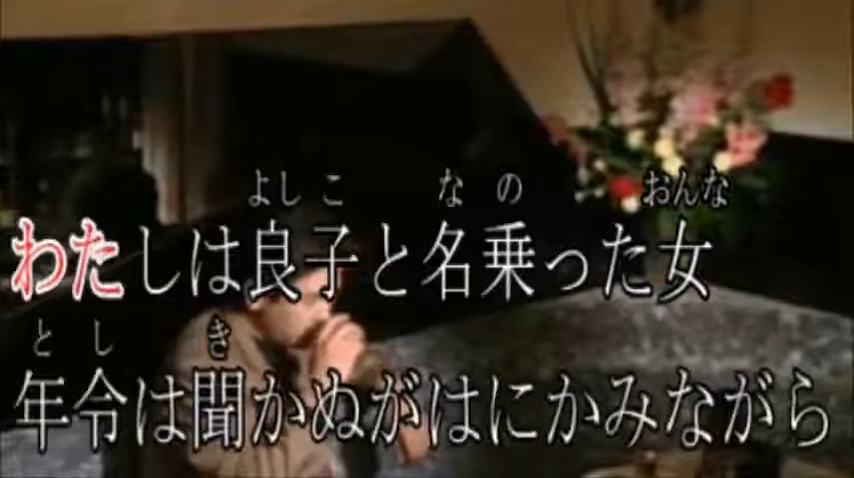 よしこ なの おんな
わたしは良子と名乗った女
とし き
年令は聞かぬがはにかみながら